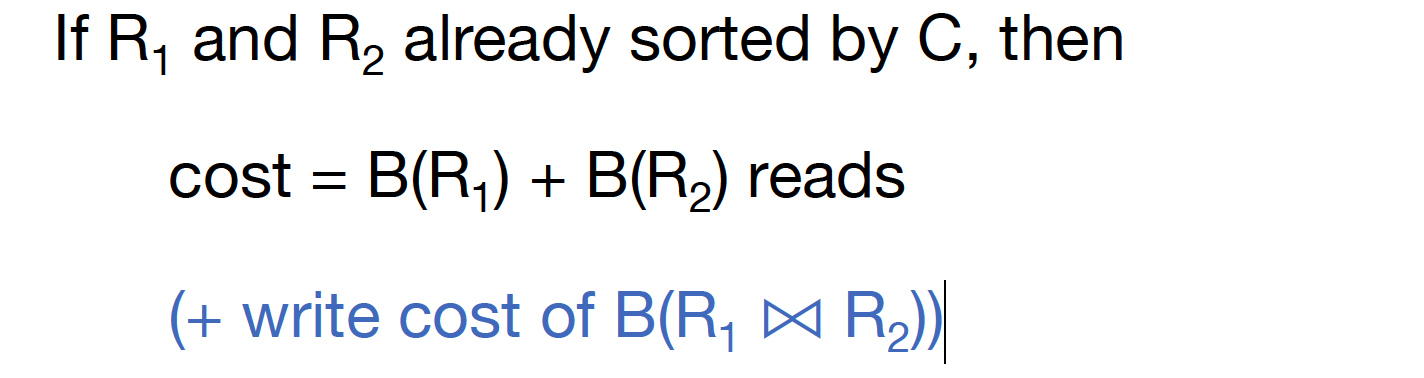 If R₁ and R₂ already sorted by C, then
cost = B(R₁) + B(R₂) reads
(+ write cost of B(R₁ ⋈ R₂))